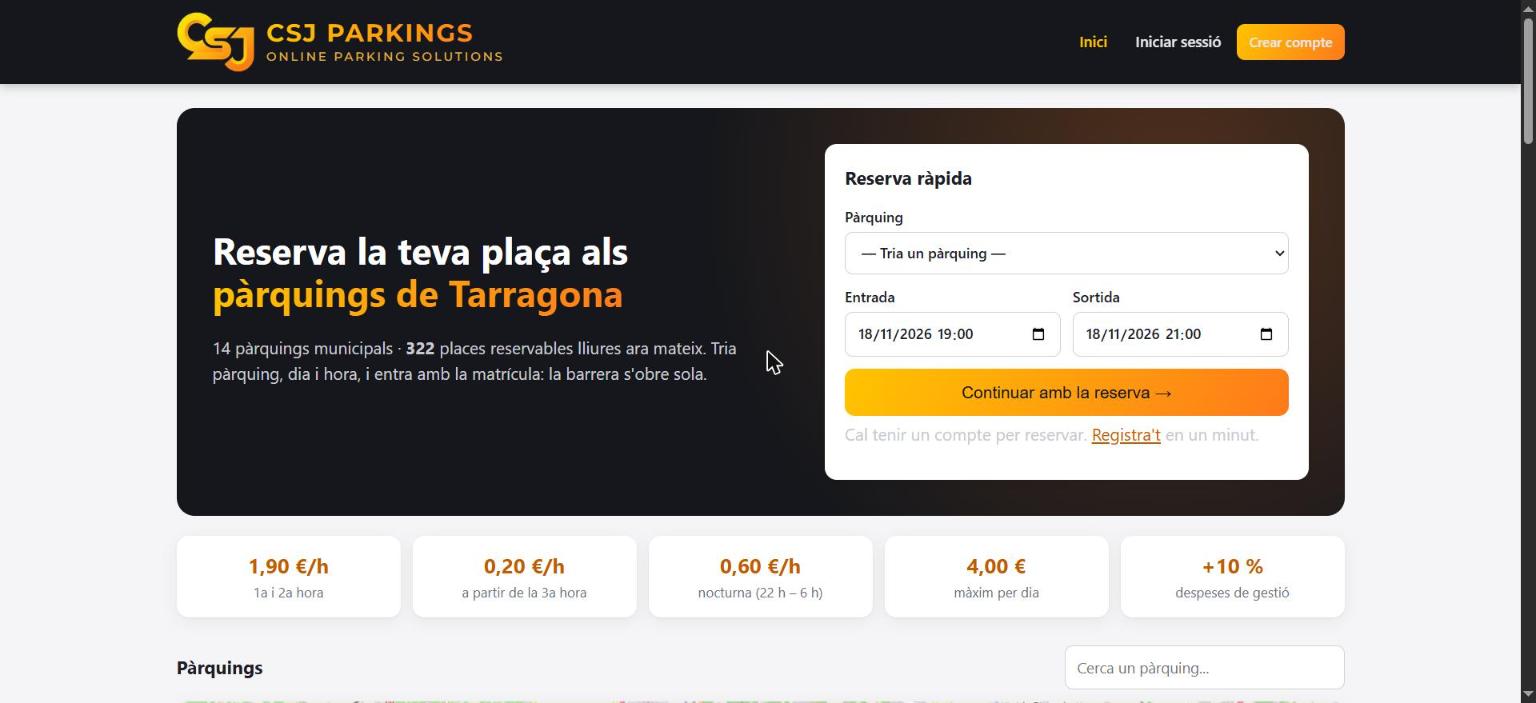 CSJ
CSJ PARKINGS
ONLINE PARKING SOLUTIONS
Inici
Iniciar sessió
Crear compte
Reserva la teva plaça als
pàrquings de Tarragona
14 pàrquings municipals · 322 places reservables lliures ara mateix. Tria
pàrquing, dia i hora, i entra amb la matrícula: la barrera s'obre sola.
Reserva ràpida
Pàrquing
— Tria un pàrquing —
Entrada
Sortida
18/11/2026 19:00
18/11/2026 21:00
Continuar amb la reserva →
Cal tenir un compte per reservar. Registra't en un minut.
1,90 €/h
1a i 2a hora
0,20 €/h
a partir de la 3a hora
0,60 €/h
nocturna (22 h – 6 h)
4,00 €
màxim per dia
+10 %
despeses de gestió
Pàrquings
Cerca un pàrquing...